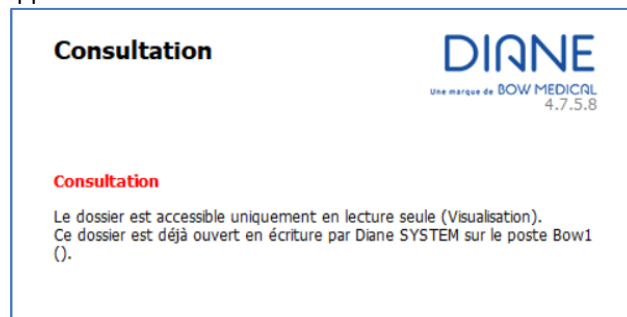 Consultation
DIANE
Une marque de BOW MEDICAL
4.7.5.8
Consultation
Le dossier est accessible uniquement en lecture seule (Visualisation).
Ce dossier est déjà ouvert en écriture par Diane SYSTEM sur le poste Bow1
().